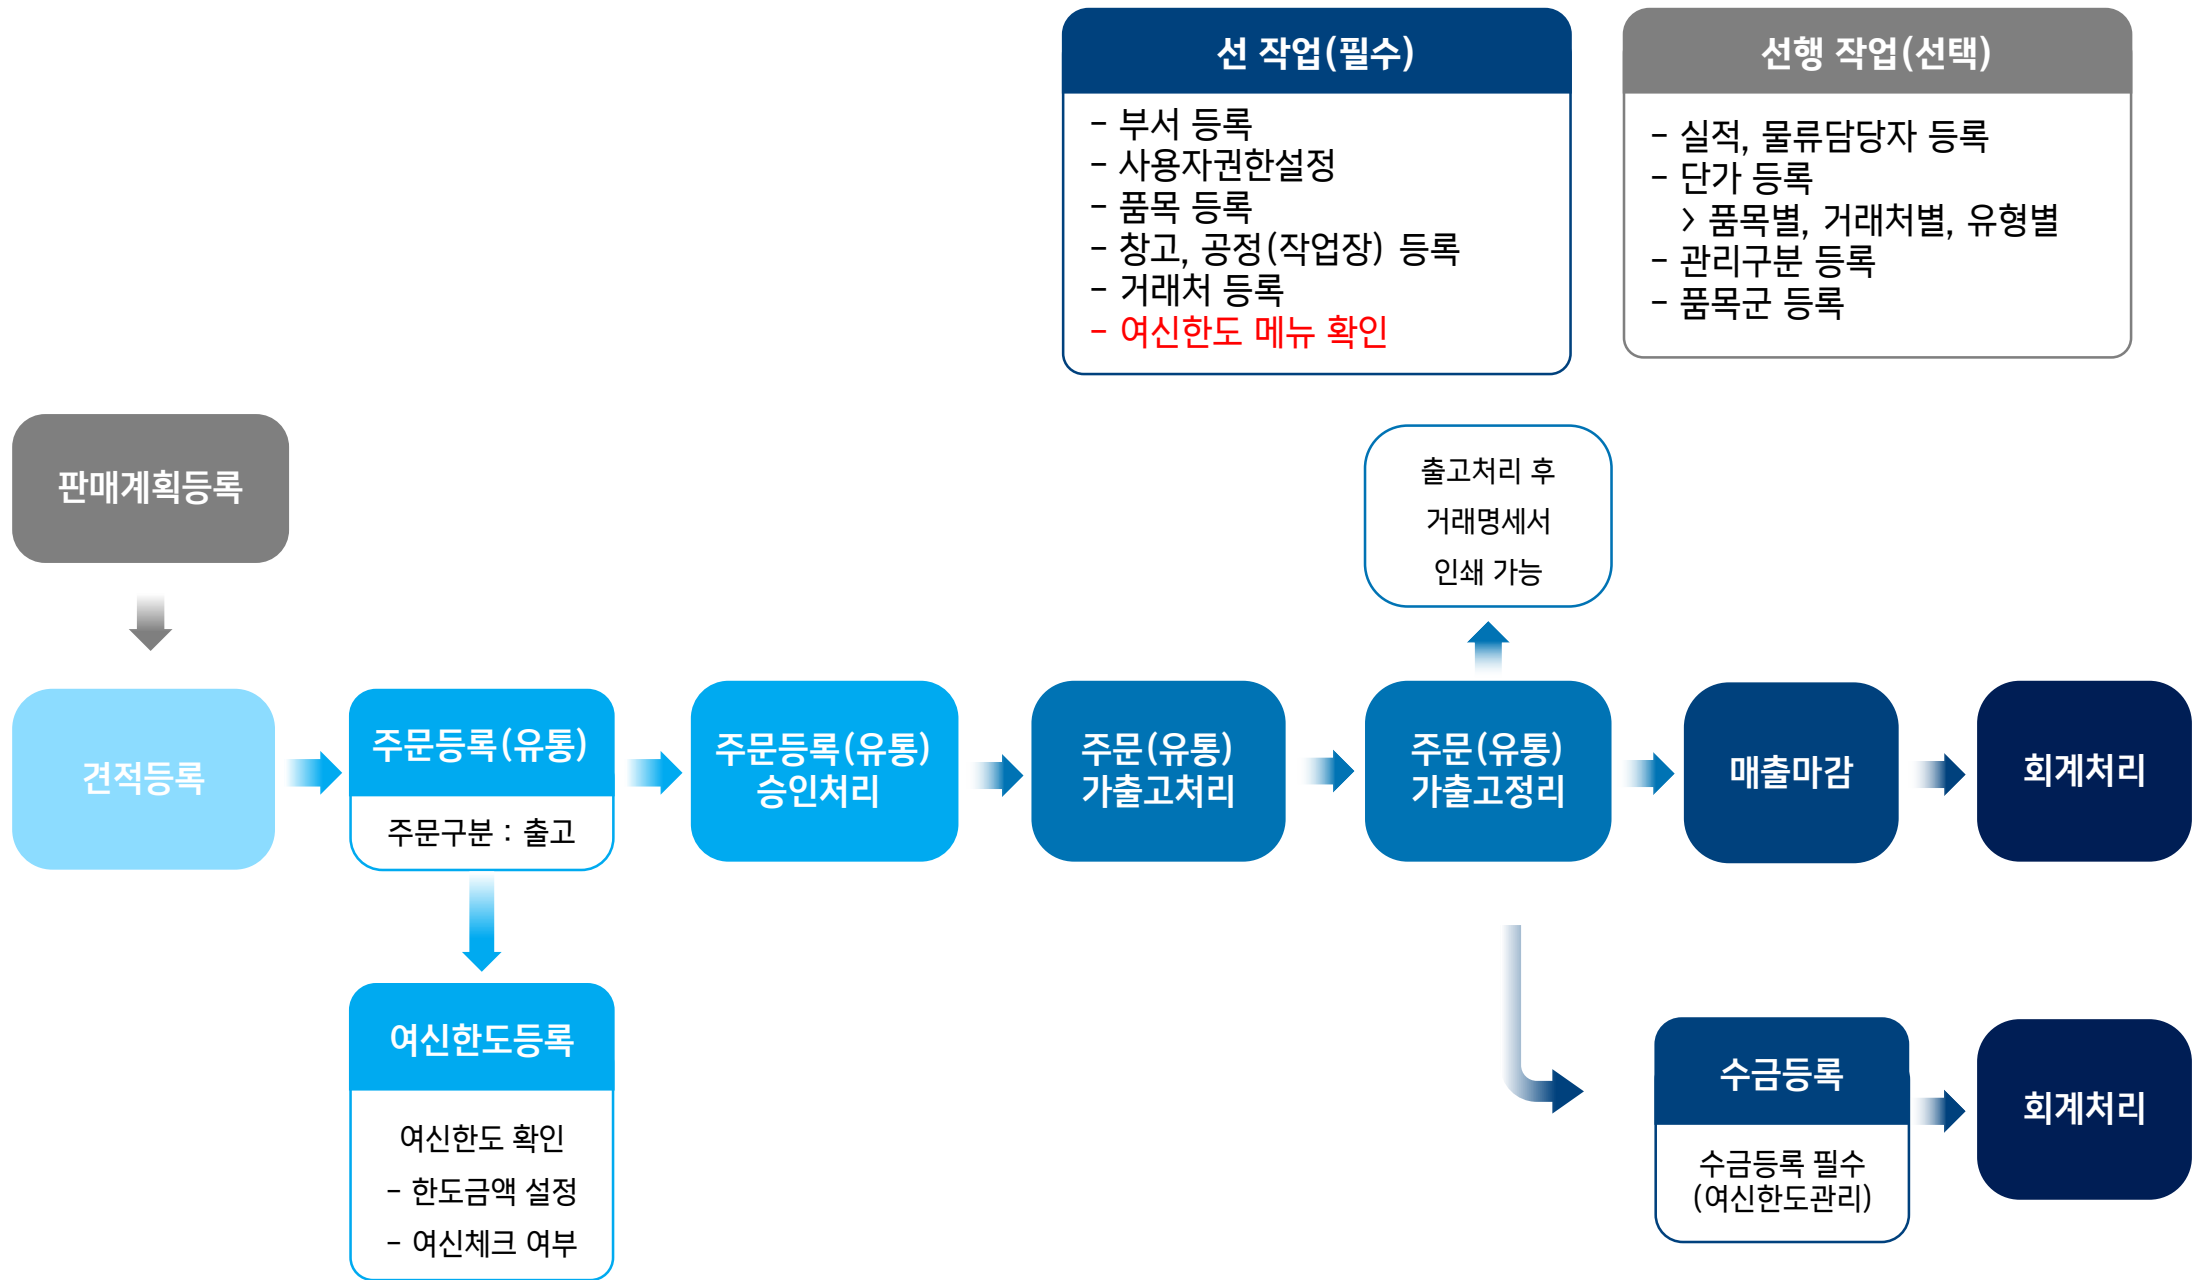 선 작업(필수)
- 부서 등록
- 사용자권한설정
- 품목 등록
- 창고, 공정(작업장) 등록
- 거래처 등록
- 여신한도 메뉴 확인
선행 작업(선택)
- 실적, 물류담당자 등록
- 단가 등록
> 품목별, 거래처별, 유형별
- 관리구분 등록
- 품목군 등록
판매계획등록
출고처리 후
거래명세서
인쇄 가능
견적등록
주문등록(유통)
주문구분 : 출고
주문등록(유통)
승인처리
주문(유통)
가출고처리
주문(유통)
가출고정리
매출마감
회계처리
여신한도등록
여신한도 확인
- 한도금액 설정
- 여신체크 여부
수금등록
수금등록 필수
(여신한도관리)
회계처리